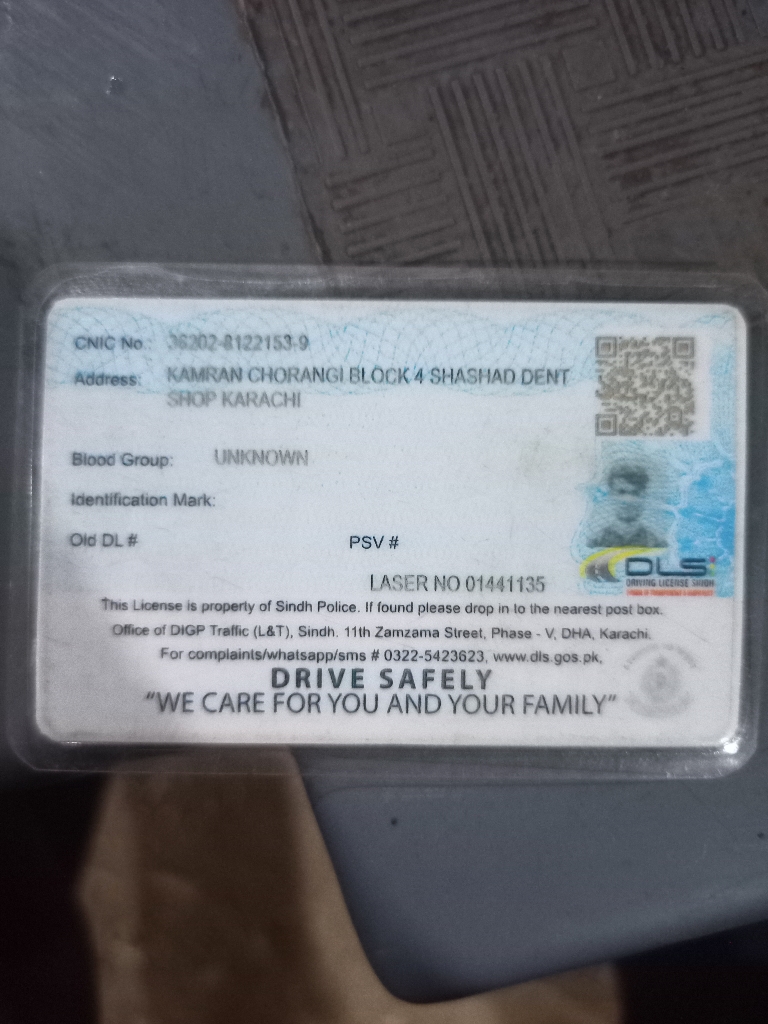 CNIC No.: 36202-8122153-9
Address: KAMRAN CHORANGI BLOCK 4 SHASHAD DENT
SHOP KARACHI
Blood Group: UNKNOWN
Identification Mark:
Old DL #
PSV #
DLS
DRIVING LICENSE SINDH
LASER NO 01441135
This License is property of Sindh Police. If found please drop in to the nearest post box.
Office of DIGP Traffic (L&T), Sindh. 11th Zamzama Street, Phase - V, DHA, Karachi.
For complaints/whatsapp/sms # 0322-5423623, www.dls.gos.pk,
DRIVE SAFELY
“WE CARE FOR YOU AND YOUR FAMILY”